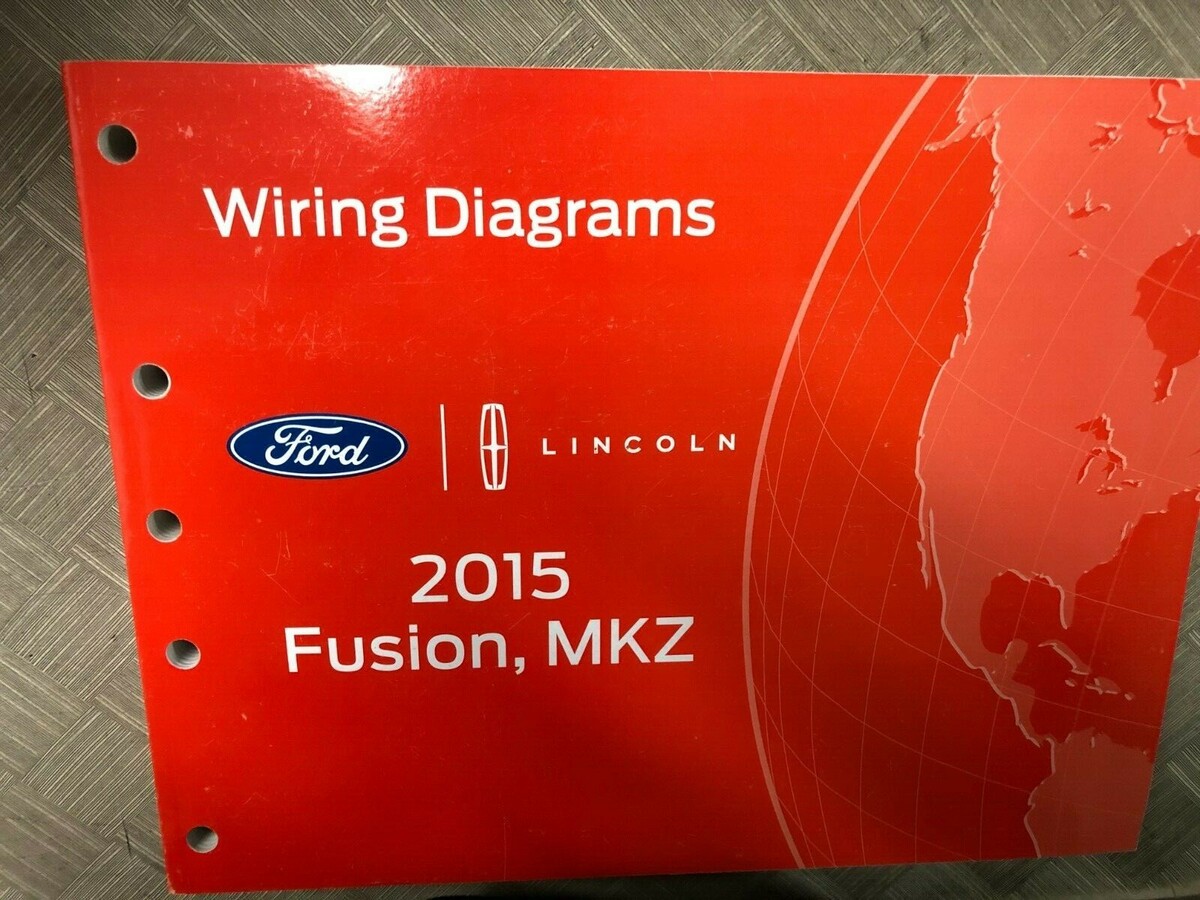 Wiring Diagrams
Ford LINCOLN
2015
Fusion, MKZ